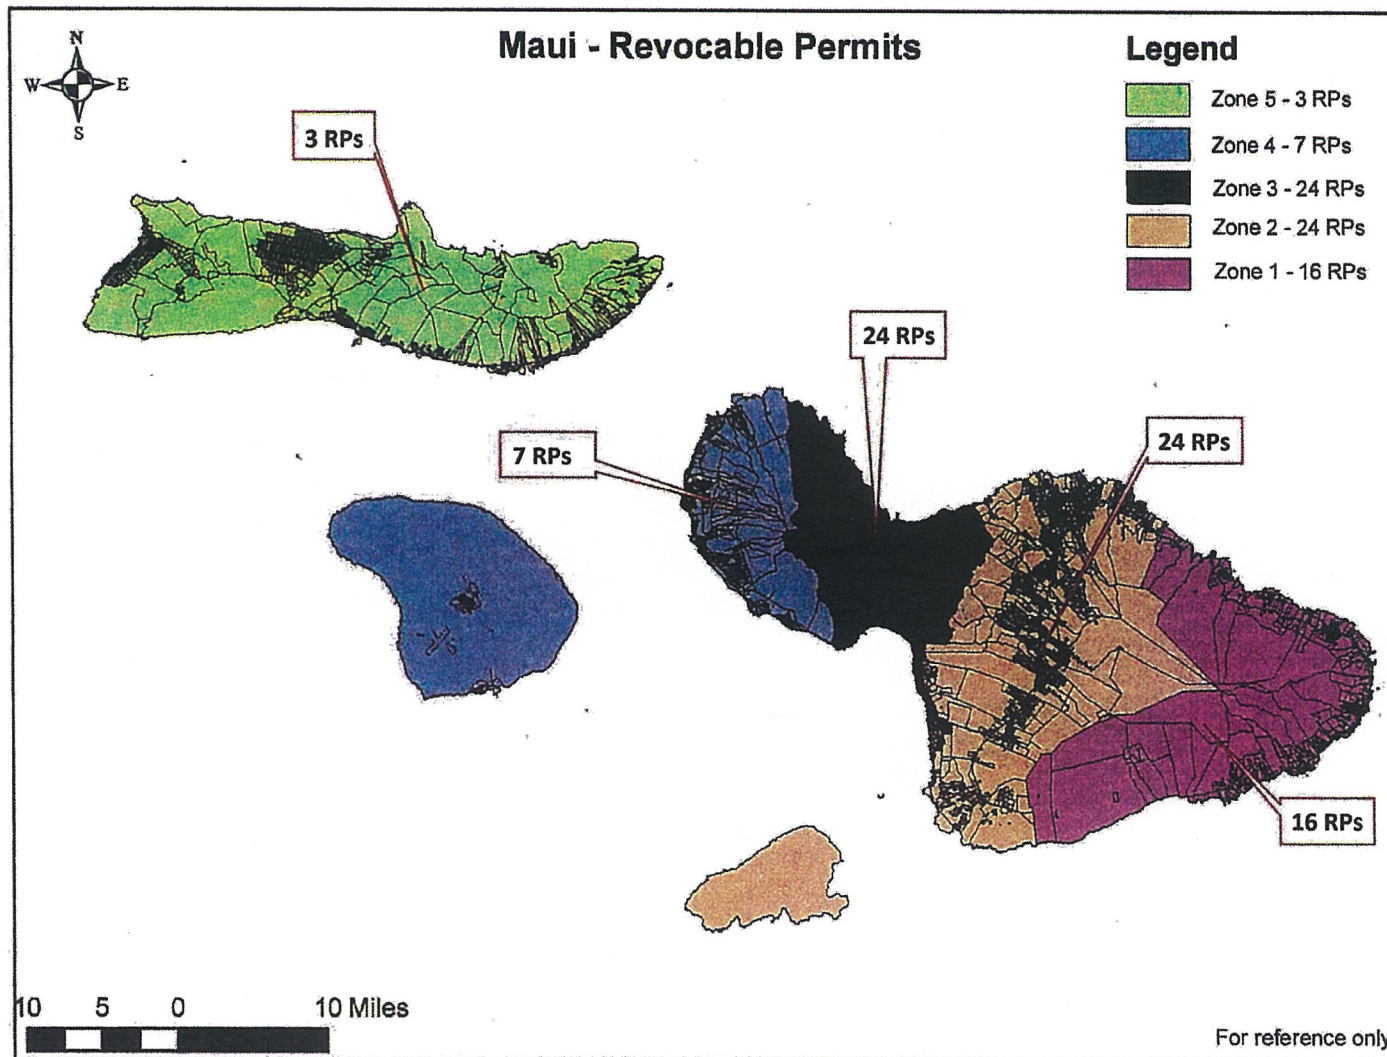 Maui - Revocable Permits
N
W E
S
Legend
Zone 5 - 3 RPs
Zone 4 - 7 RPs
Zone 3 - 24 RPs
Zone 2 - 24 RPs
Zone 1 - 16 RPs
3 RPs
24 RPs
24 RPs
7 RPs
16 RPs
10 5 0 10 Miles
For reference only